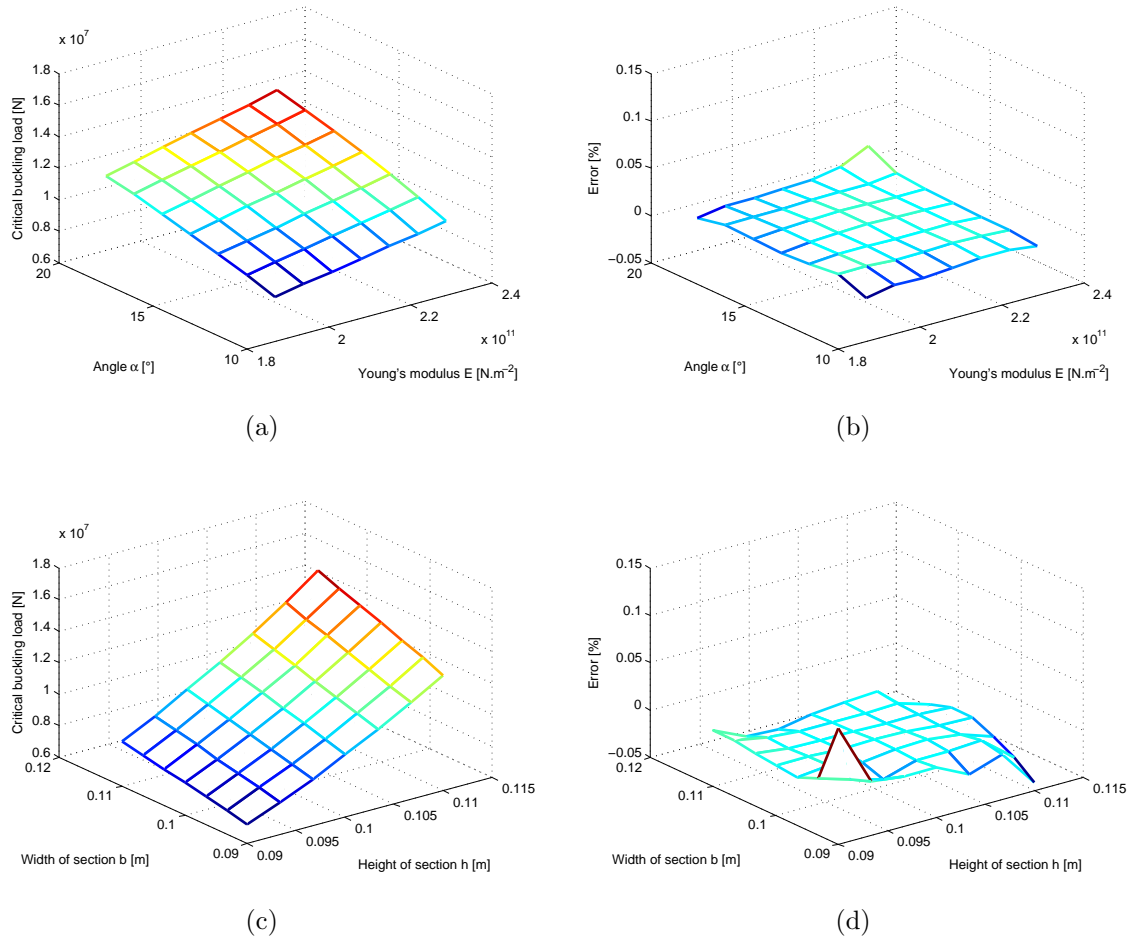 x 10^7
1.8
1.6
1.4
1.2
1
0.8
0.6
Critical buckling load [N]
20
15
10
Angle α [°]
1.8
2
2.2
2.4
x 10^11
Young's modulus E [N.m−2]
(a)
0.15
0.1
0.05
0
−0.05
Error [%]
20
15
10
Angle α [°]
1.8
2
2.2
2.4
x 10^11
Young's modulus E [N.m−2]
(b)
x 10^7
1.8
1.6
1.4
1.2
1
0.8
0.6
Critical buckling load [N]
0.12
0.11
0.1
0.09
Width of section b [m]
0.09
0.095
0.1
0.105
0.11
0.115
Height of section h [m]
(c)
0.15
0.1
0.05
0
−0.05
Error [%]
0.12
0.11
0.1
0.09
Width of section b [m]
0.09
0.095
0.1
0.105
0.11
0.115
Height of section h [m]
(d)